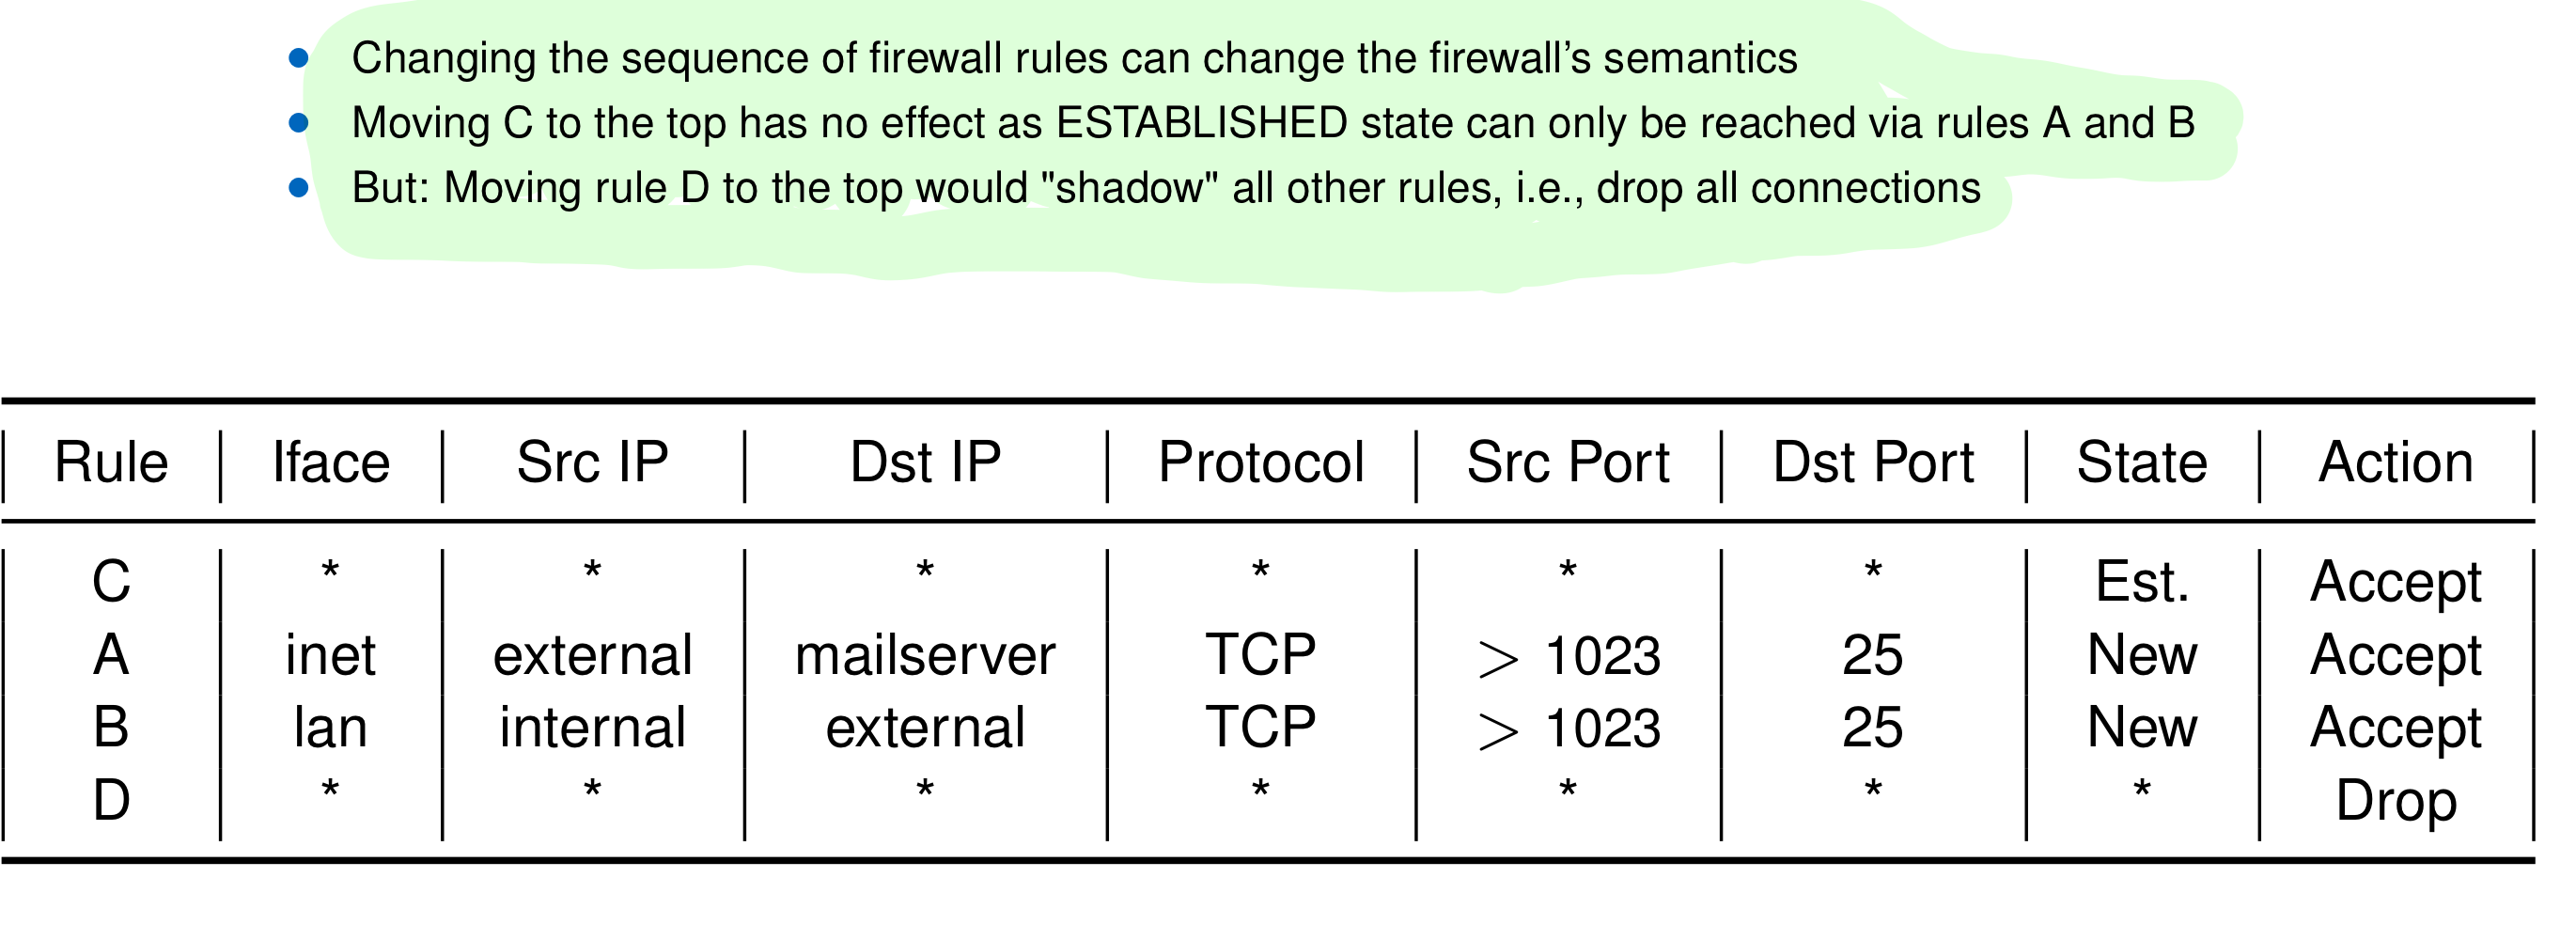 • Changing the sequence of firewall rules can change the firewall's semantics
• Moving C to the top has no effect as ESTABLISHED state can only be reached via rules A and B
• But: Moving rule D to the top would "shadow" all other rules, i.e., drop all connections
Rule | Iface | Src IP | Dst IP | Protocol | Src Port | Dst Port | State | Action
C | * | * | * | * | * | * | Est. | Accept
A | inet | external | mailserver | TCP | > 1023 | 25 | New | Accept
B | lan | internal | external | TCP | > 1023 | 25 | New | Accept
D | * | * | * | * | * | * | * | Drop